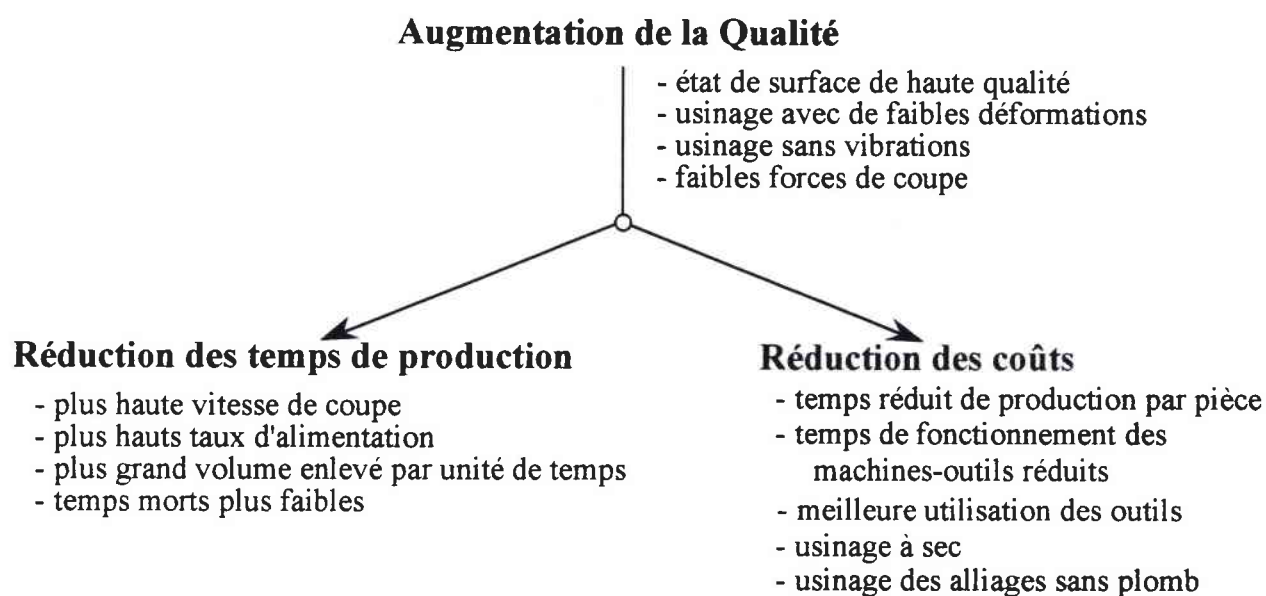 Augmentation de la Qualité
- état de surface de haute qualité
- usinage avec de faibles déformations
- usinage sans vibrations
- faibles forces de coupe
Réduction des temps de production
- plus haute vitesse de coupe
- plus hauts taux d'alimentation
- plus grand volume enlevé par unité de temps
- temps morts plus faibles
Réduction des coûts
- temps réduit de production par pièce
- temps de fonctionnement des
machines-outils réduits
- meilleure utilisation des outils
- usinage à sec
- usinage des alliages sans plomb